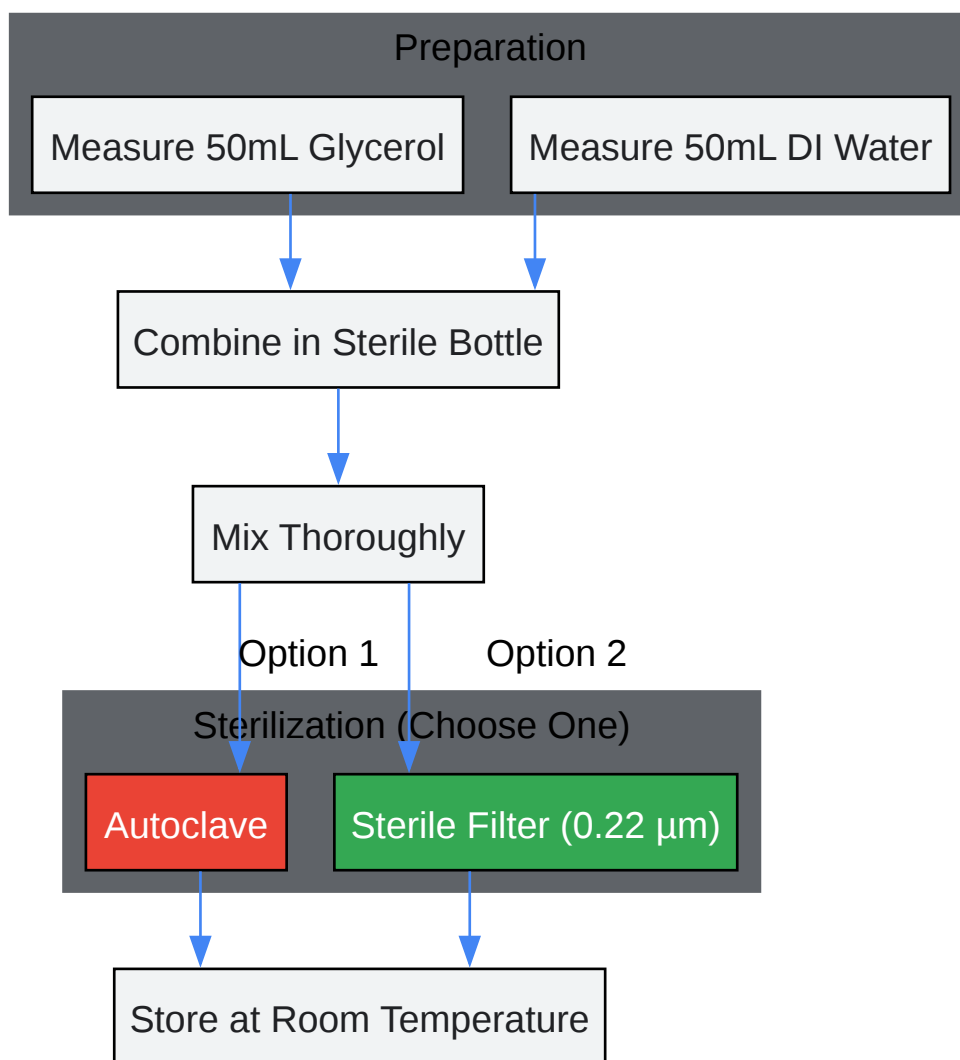 Preparation
Measure 50mL Glycerol
Measure 50mL DI Water
Combine in Sterile Bottle
Mix Thoroughly
Option 1
Option 2
Sterilization (Choose One)
Autoclave
Sterile Filter (0.22 µm)
Store at Room Temperature